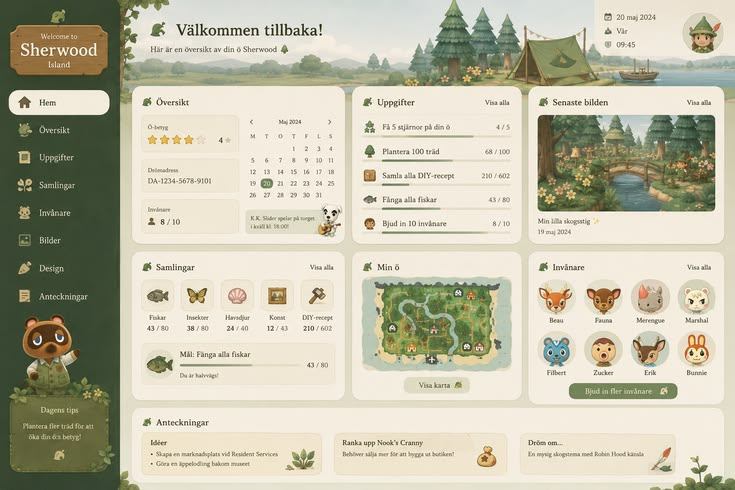 Welcome to
Sherwood
Island
Hem
Översikt
Uppgifter
Samlingar
Invånare
Bilder
Design
Anteckningar
Dagens tips
Plantera fler träd för att
öka din ö:s betyg!
Välkommen tillbaka!
Här är en översikt av din ö Sherwood
20 maj 2024
Vår
09:45
Översikt
Ö-betyg
4
Drömadress
DA-1234-5678-9101
Invånare
8 / 10
Maj 2024
M T O T F L S
1 2 3 4
5 6 7 8 9 10 11
12 13 14 15 16 17 18
19 20 21 22 23 24 25
26 27 28 29 30 31
K.K. Slider spelar på torget
i kväll kl. 18:00!
Uppgifter
Visa alla
Få 5 stjärnor på din ö 4 / 5
Plantera 100 träd 68 / 100
Samla alla DIY-recept 210 / 602
Fånga alla fiskar 43 / 80
Bjud in 10 invånare 8 / 10
Senaste bilden
Visa alla
Min lilla skogsstig
19 maj 2024
Samlingar
Visa alla
Fiskar
43 / 80
Insekter
38 / 80
Havsdjur
24 / 40
Konst
12 / 43
DIY-recept
210 / 602
Mål: Fånga alla fiskar
43 / 80
Du är halvvägs!
Min ö
Visa karta
Invånare
Visa alla
Beau Fauna Merengue Marshal
Filbert Zucker Erik Bunnie
Bjud in fler invånare
Anteckningar
Idéer
• Skapa en marknadsplats vid Resident Services
• Göra en äppelodling bakom museet
Ranka upp Nook's Cranny
Behöver sälja mer för att bygga ut butiken!
Dröm om...
En mysig skogstema med Robin Hood känsla